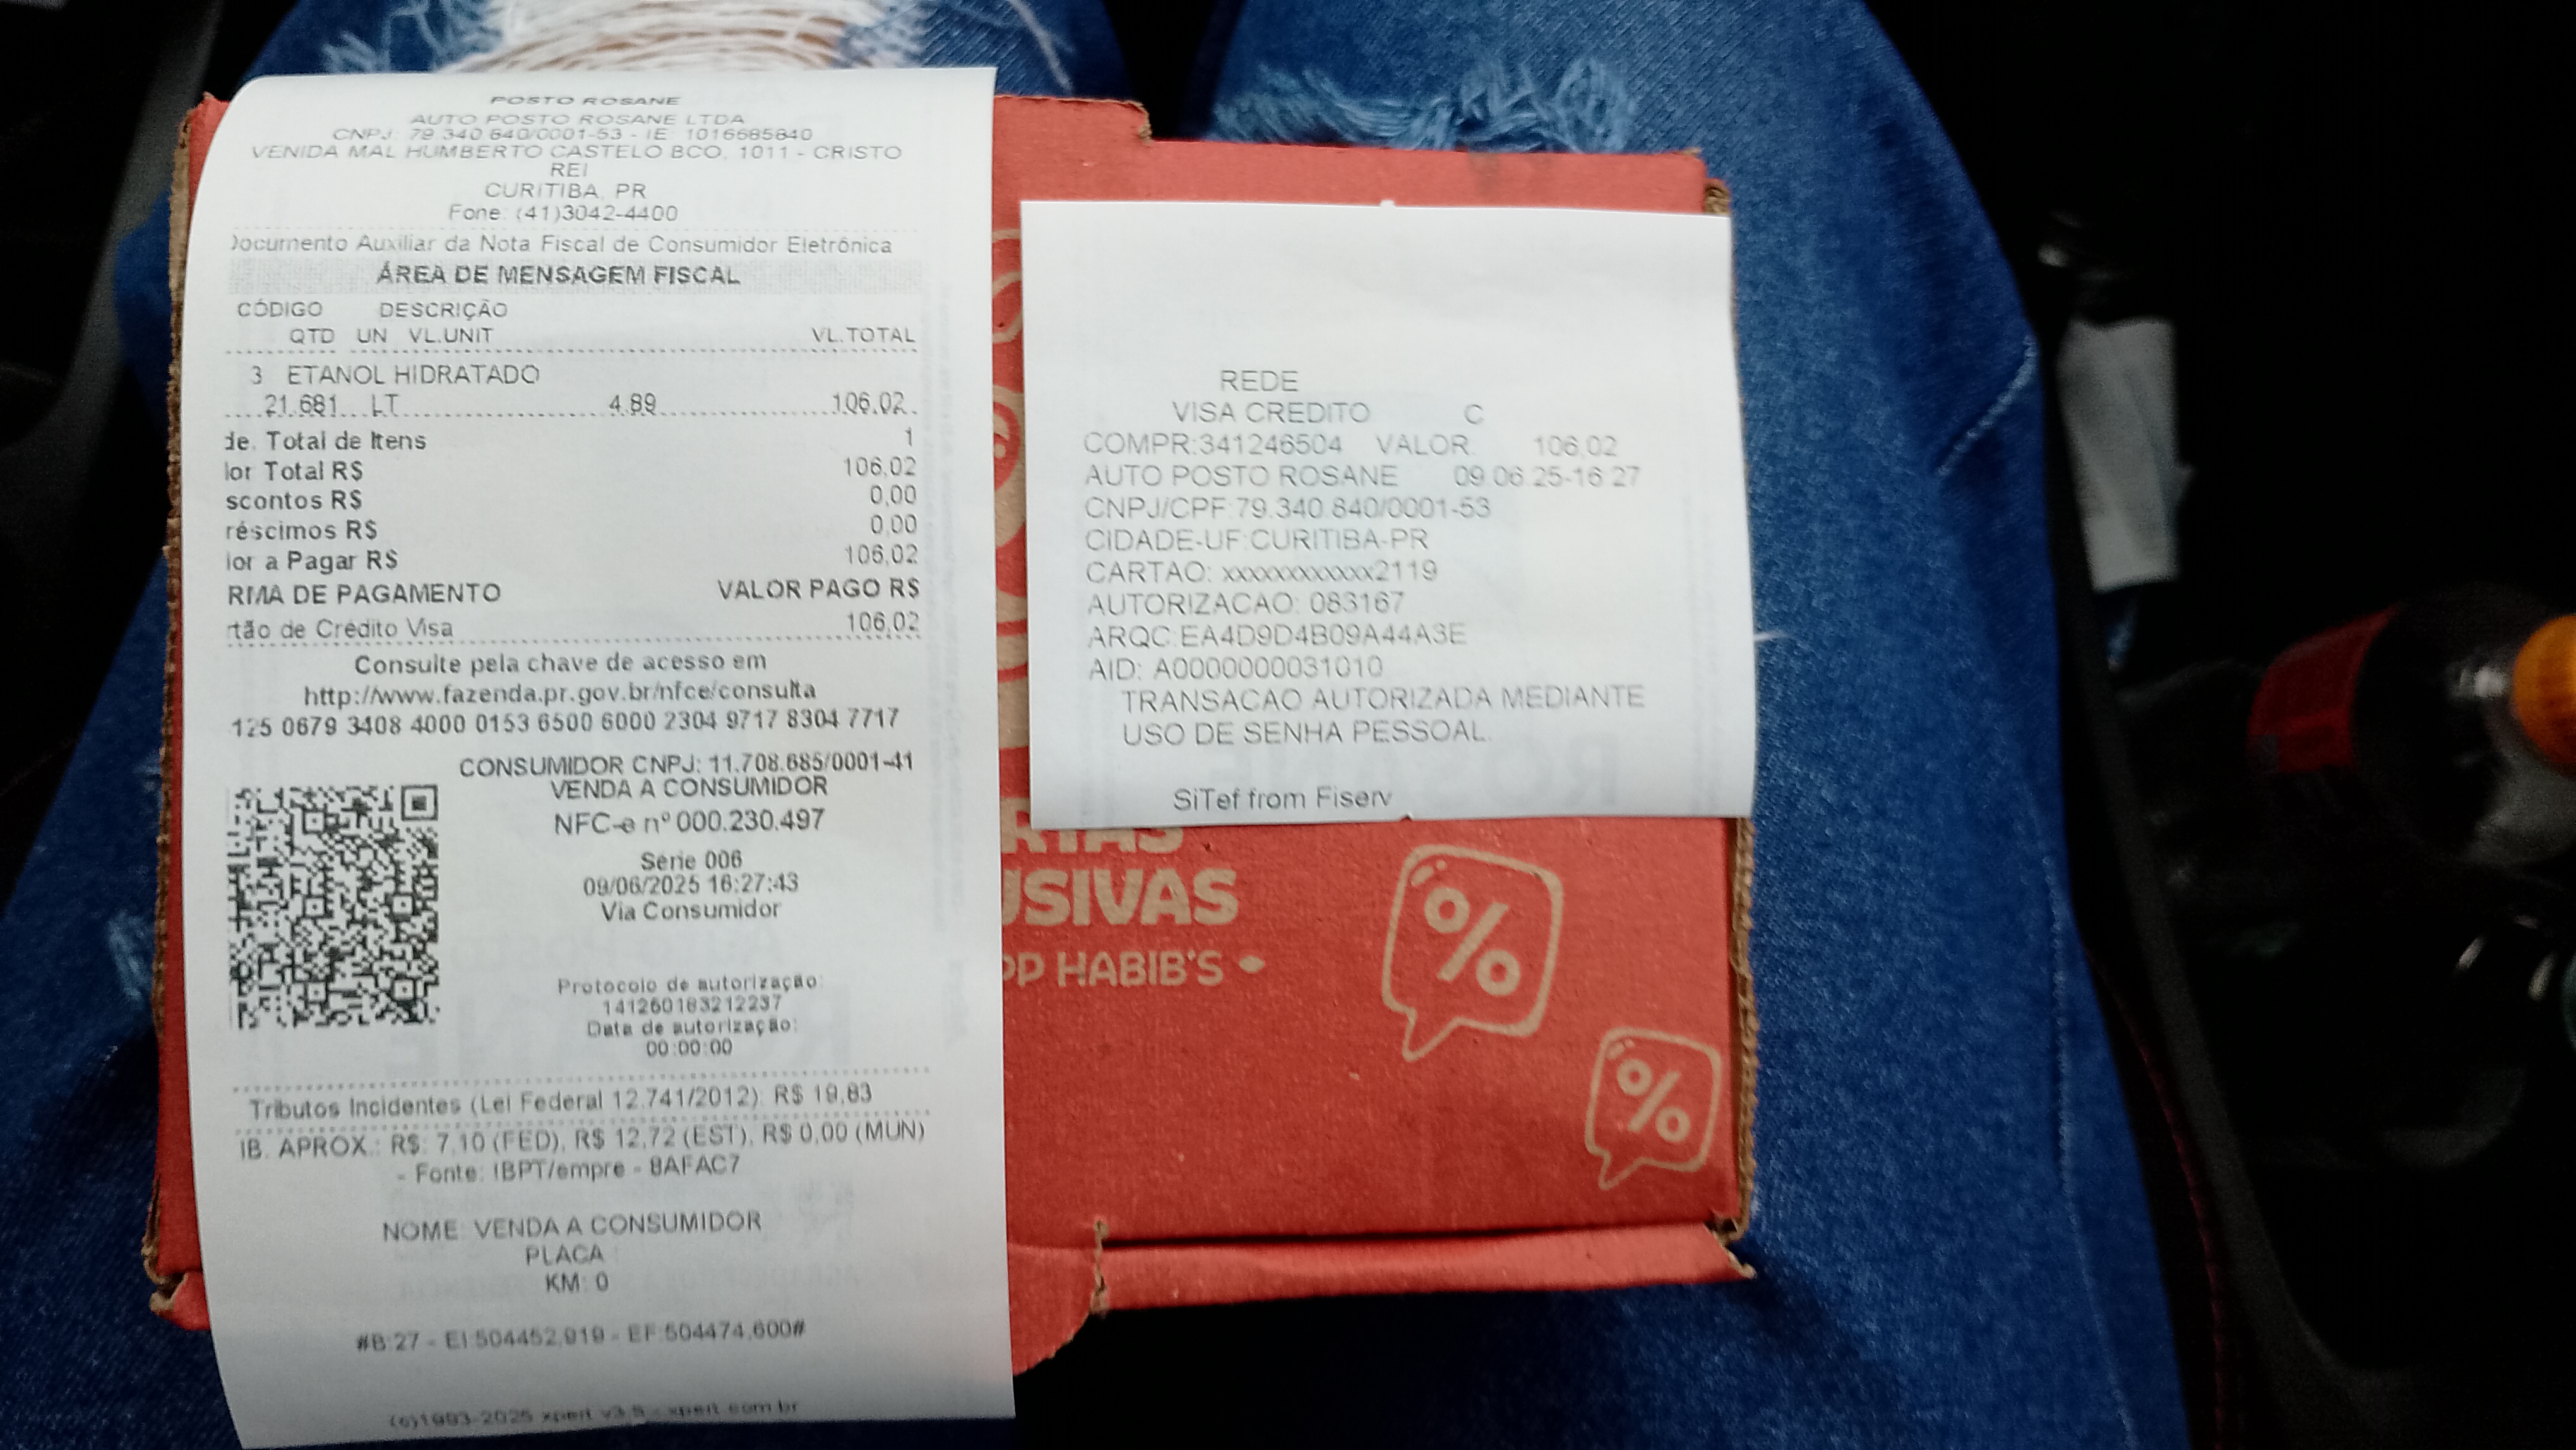 POSTO ROSANE
AUTO POSTO ROSANE LTDA
CNPJ: 79.340.840/0001-53 - IE: 1016685840
VENIDA MAL HUMBERTO CASTELO BCO, 1011 - CRISTO
REI
CURITIBA, PR
Fone: (41)3042-4400
Documento Auxiliar da Nota Fiscal de Consumidor Eletrônica
ÁREA DE MENSAGEM FISCAL
CÓDIGO DESCRIÇÃO
QTD UN VL.UNIT VL.TOTAL
3 ETANOL HIDRATADO
21.681 LT 4.89 106,02
de. Total de Itens 1
lor Total R$ 106,02
scontos R$ 0,00
réscimos R$ 0,00
lor a Pagar R$ 106,02
RMA DE PAGAMENTO VALOR PAGO R$
rtão de Crédito Visa 106,02
Consulte pela chave de acesso em
http://www.fazenda.pr.gov.br/nfce/consulta
125 0679 3408 4000 0153 6500 6000 2304 9717 8304 7717
CONSUMIDOR CNPJ: 11.708.685/0001-41
VENDA A CONSUMIDOR
NFC-e nº 000.230.497
Série 006
09/06/2025 16:27:43
Via Consumidor
Protocolo de autorização:
141260183212237
Data de autorização:
00:00:00
Tributos Incidentes (Lei Federal 12.741/2012): R$ 19,83
IB. APROX.: R$: 7,10 (FED), R$ 12,72 (EST), R$ 0,00 (MUN)
- Fonte: IBPT/empre - 8AFAC7
NOME: VENDA A CONSUMIDOR
PLACA :
KM: 0
#B:27 - EI:504452,919 - EF:504474,600#
(c)1993-2025 xpert v3.5 - xpert.com.br
REDE
VISA CREDITO C
COMPR:341246504 VALOR: 106,02
AUTO POSTO ROSANE 09.06.25-16:27
CNPJ/CPF:79.340.840/0001-53
CIDADE-UF:CURITIBA-PR
CARTAO: xxxxxxxxxxxx2119
AUTORIZACAO: 083167
ARQC:EA4D9D4B09A44A3E
AID: A0000000031010
TRANSACAO AUTORIZADA MEDIANTE
USO DE SENHA PESSOAL.
SiTef from Fiserv
RTAS
USIVAS
PP HABIB'S
%
%